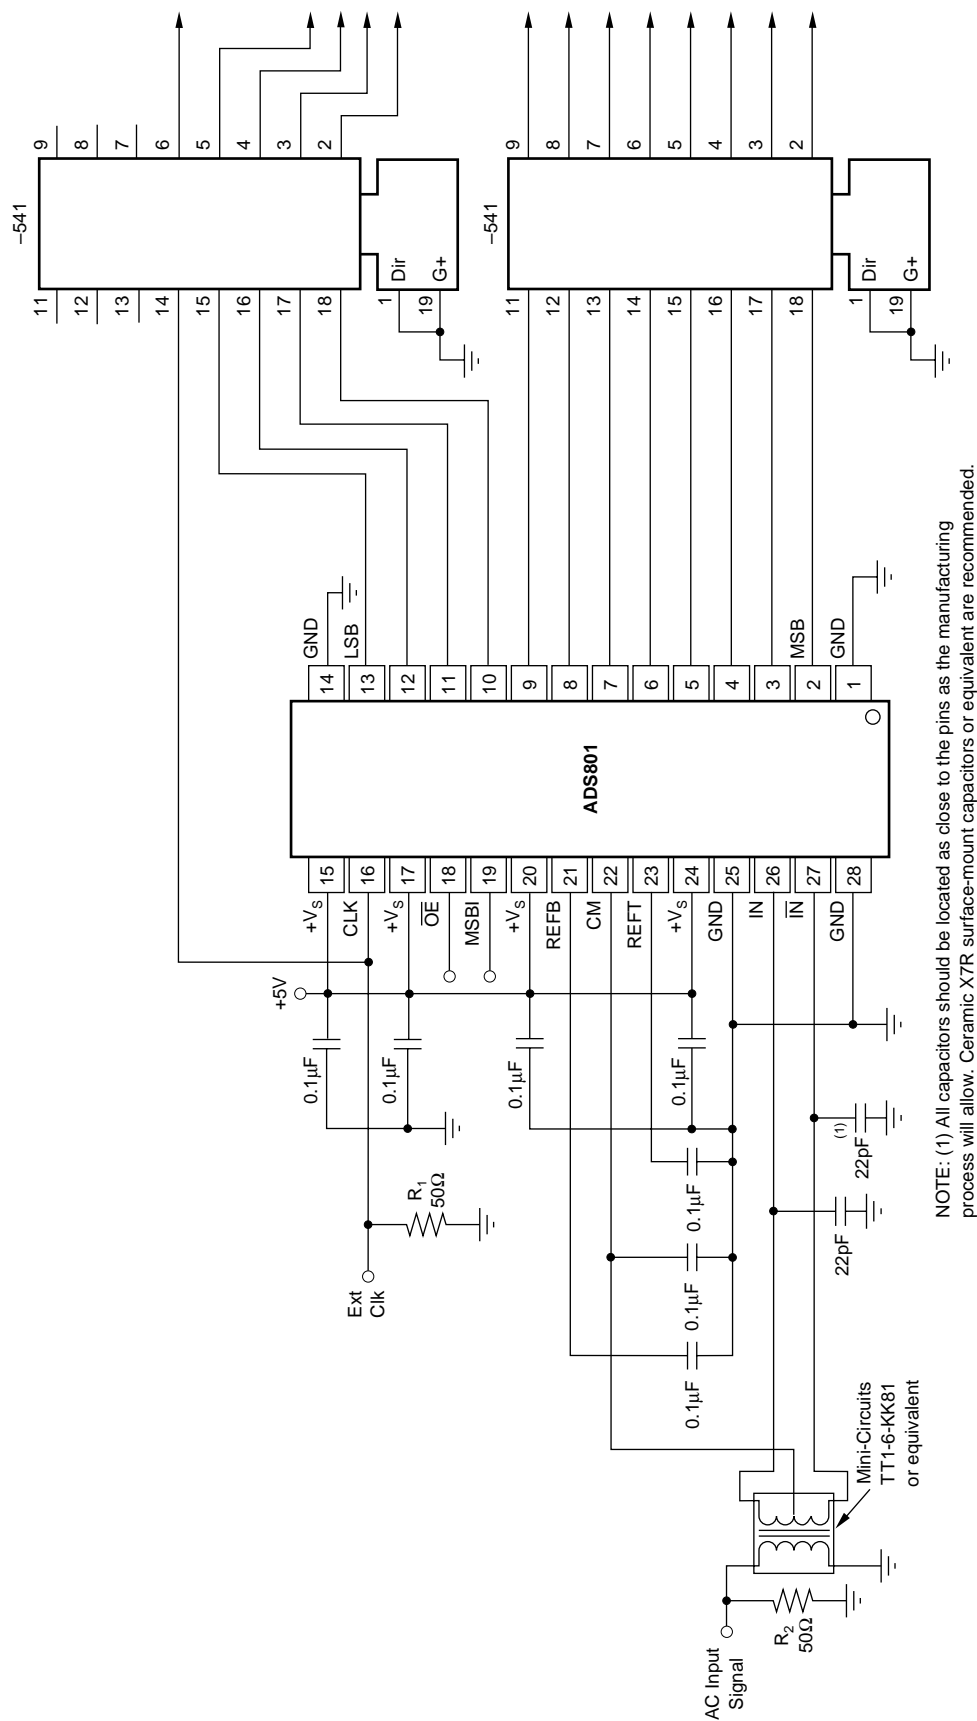 –541
11
12
13
14
15
16
17
18
9
8
7
6
5
4
3
2
1
Dir
19
G+
–541
11
12
13
14
15
16
17
18
9
8
7
6
5
4
3
2
1
Dir
19
G+
+5V
+VS
CLK
+VS
OE
MSBI
+VS
REFB
CM
REFT
+VS
GND
IN
IN
GND
15
16
17
18
19
20
21
22
23
24
25
26
27
28
ADS801
14
13
12
11
10
9
8
7
6
5
4
3
2
1
GND
LSB
MSB
GND
0.1µF
0.1µF
0.1µF
0.1µF
0.1µF
0.1µF
0.1µF
Ext
Clk
R1
50Ω
22pF
(1)
22pF
AC Input
Signal
R2
50Ω
Mini-Circuits
TT1-6-KK81
or equivalent
NOTE: (1) All capacitors should be located as close to the pins as the manufacturing
process will allow. Ceramic X7R surface-mount capacitors or equivalent are recommended.